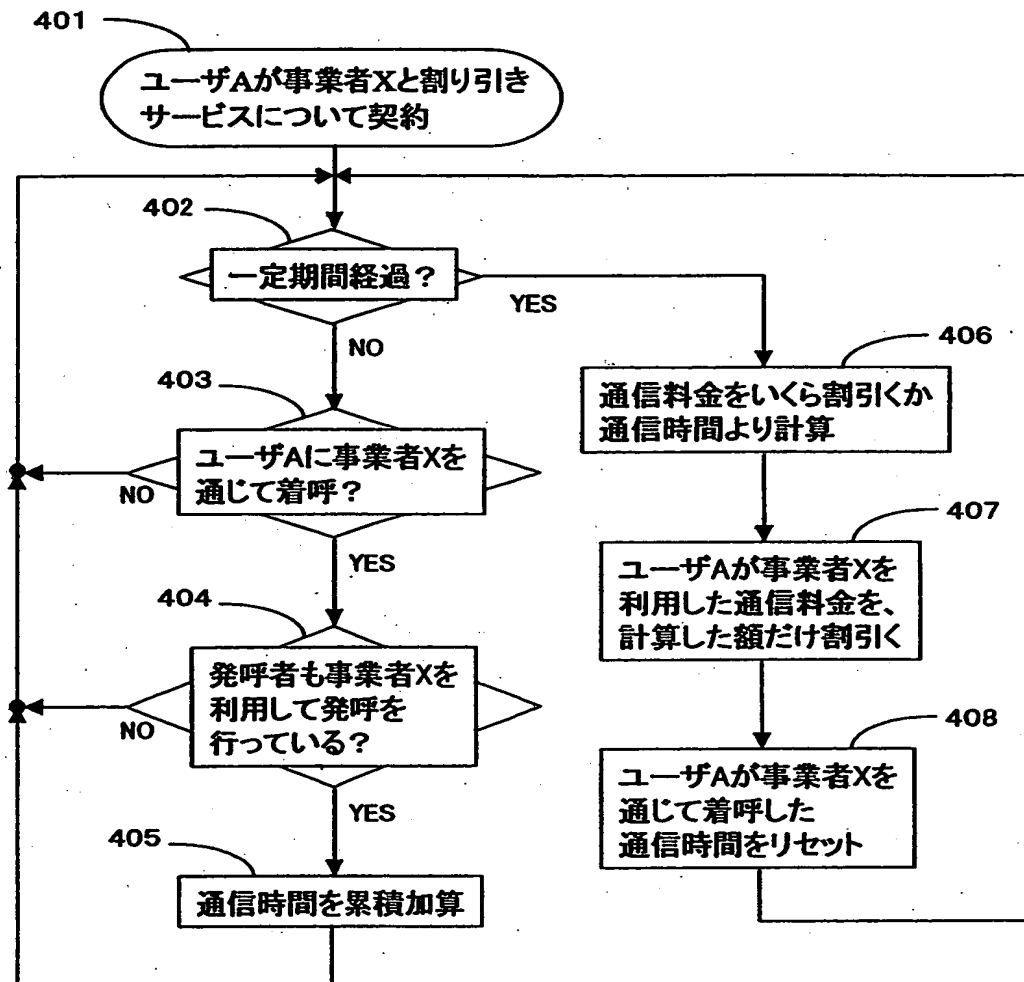 401
ユーザAが事業者Xと割り引き
サービスについて契約
402
一定期間経過？
YES
NO
403
ユーザAに事業者Xを
通じて着呼？
NO
YES
404
発呼者も事業者Xを
利用して発呼を
行っている？
NO
YES
405
通信時間を累積加算
406
通信料金をいくら割引くか
通信時間より計算
407
ユーザAが事業者Xを
利用した通信料金を、
計算した額だけ割引く
408
ユーザAが事業者Xを
通じて着呼した
通信時間をリセット